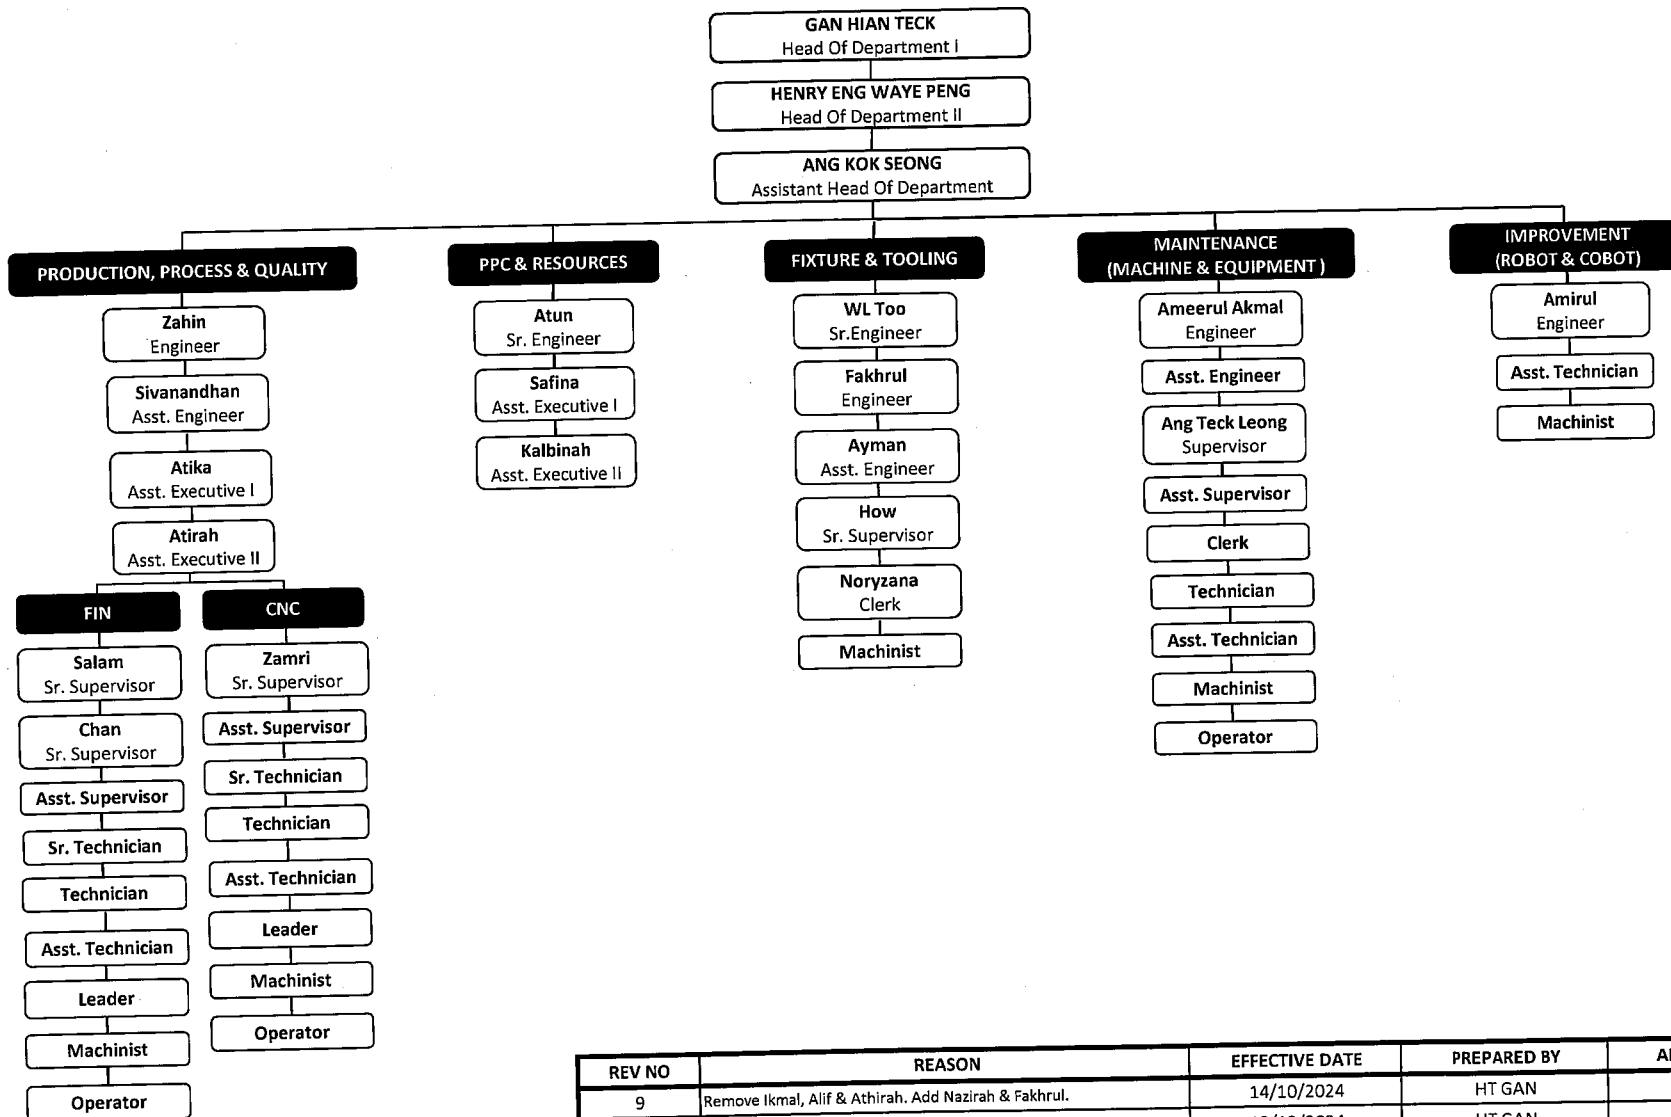 GAN HIAN TECK
Head Of Department I
HENRY ENG WAYE PENG
Head Of Department II
ANG KOK SEONG
Assistant Head Of Department
PRODUCTION, PROCESS & QUALITY
Zahin
Engineer
Sivanandhan
Asst. Engineer
Atika
Asst. Executive I
Atirah
Asst. Executive II
FIN
Salam
Sr. Supervisor
Chan
Sr. Supervisor
Asst. Supervisor
Sr. Technician
Technician
Asst. Technician
Leader
Machinist
Operator
CNC
Zamri
Sr. Supervisor
Asst. Supervisor
Sr. Technician
Technician
Asst. Technician
Leader
Machinist
Operator
PPC & RESOURCES
Atun
Sr. Engineer
Safina
Asst. Executive I
Kalbinah
Asst. Executive II
FIXTURE & TOOLING
WL Too
Sr.Engineer
Fakhrul
Engineer
Ayman
Asst. Engineer
How
Sr. Supervisor
Noryzana
Clerk
Machinist
MAINTENANCE
(MACHINE & EQUIPMENT )
Ameerul Akmal
Engineer
Asst. Engineer
Ang Teck Leong
Supervisor
Asst. Supervisor
Clerk
Technician
Asst. Technician
Machinist
Operator
IMPROVEMENT
(ROBOT & COBOT)
Amirul
Engineer
Asst. Technician
Machinist
REV NO REASON EFFECTIVE DATE PREPARED BY
9 Remove Ikmal, Alif & Athirah. Add Nazirah & Fakhrul. 14/10/2024 HT GAN
HT GAN